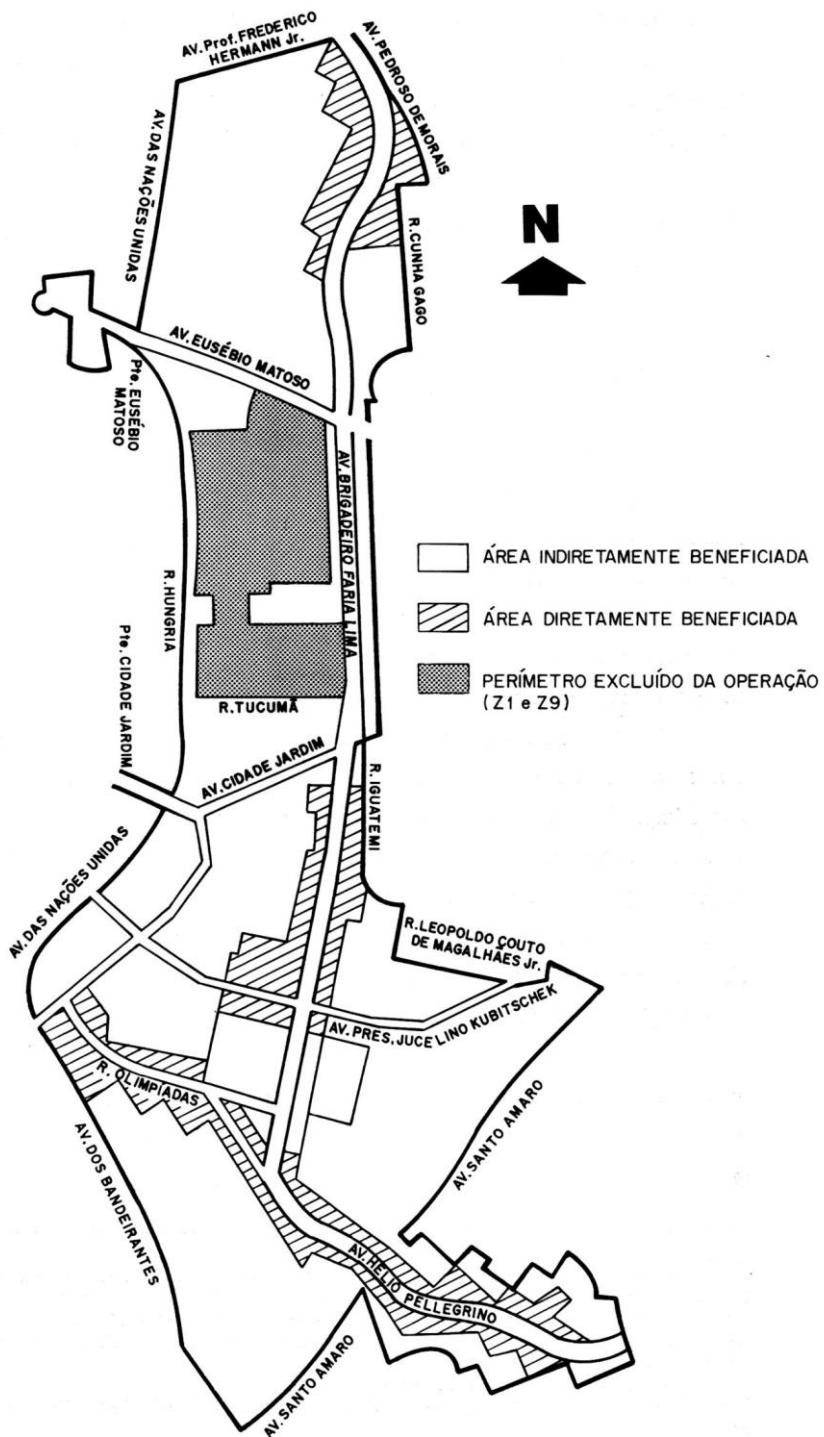 AV. Prof. FREDERICO
HERMANN Jr.
AV. PEDROSO DE MORAIS
AV. DAS NAÇÕES UNIDAS
R. CUNHA GAGO
N
AV. EUSÉBIO MATOSO
Pte. EUSÉBIO
MATOSO
AV. BRIGADEIRO FARIA LIMA
ÁREA INDIRETAMENTE BENEFICIADA
ÁREA DIRETAMENTE BENEFICIADA
PERÍMETRO EXCLUÍDO DA OPERAÇÃO
(Z1 e Z9)
R. HUNGRIA
R. TUCUMÃ
Pte. CIDADE JARDIM
AV. CIDADE JARDIM
R. IGUATEMI
AV. DAS NAÇÕES UNIDAS
R. LEOPOLDO COUTO
DE MAGALHÃES Jr.
AV. PRES. JUCELINO KUBITSCHEK
R. OLIMPÍADAS
AV. SANTO AMARO
AV. DOS BANDEIRANTES
AV. HÉLIO PELLEGRINO
AV. SANTO AMARO